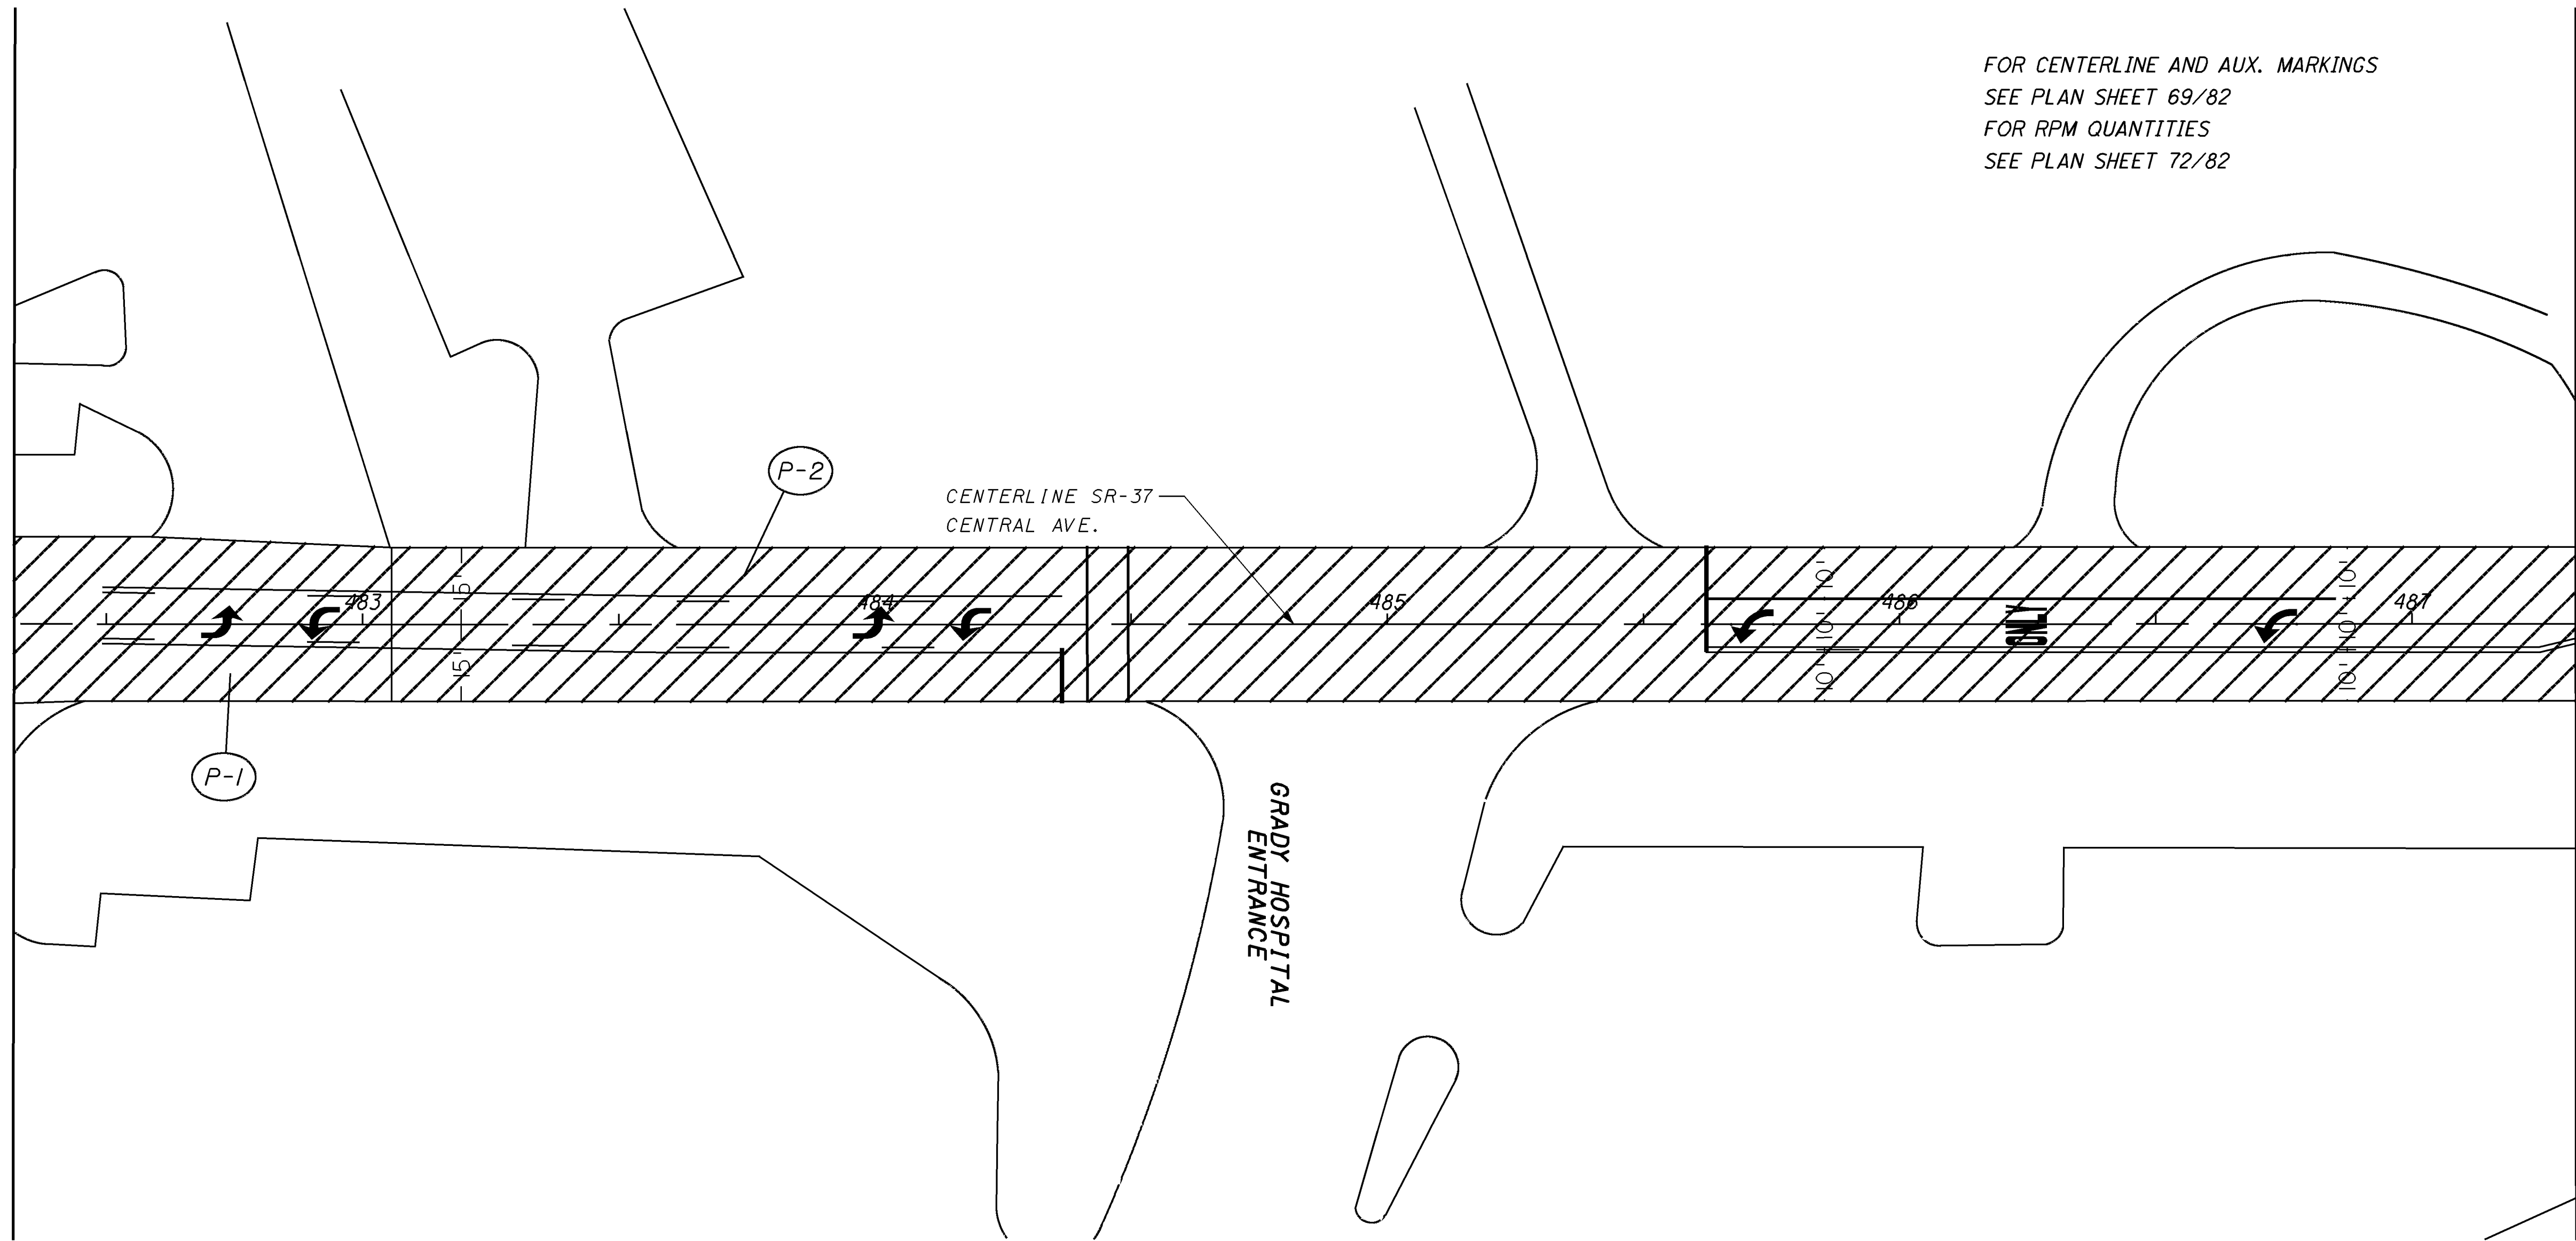 FOR CENTERLINE AND AUX. MARKINGS
SEE PLAN SHEET 69/82
FOR RPM QUANTITIES
SEE PLAN SHEET 72/82
P-2
CENTERLINE SR-37
CENTRAL AVE.
15'
15'
483
484
485
486
487
10'
10'
10'
10'
10'
10'
ONLY
P-1
GRADY HOSPITAL
ENTRANCE